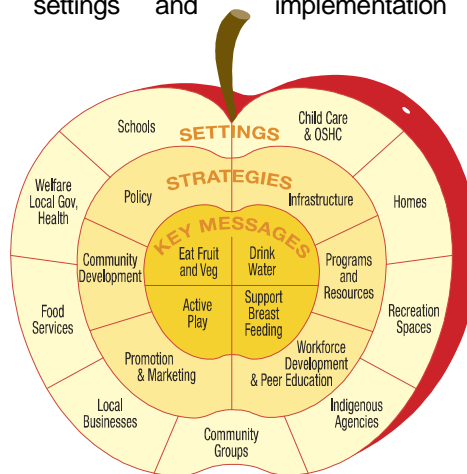 settings and implementation
SETTINGS
Schools
Child Care
& OSHC
Welfare
Local Gov,
Health
Homes
Food
Services
Recreation
Spaces
Local
Businesses
Indigenous
Agencies
Community
Groups
STRATEGIES
Policy
Infrastructure
Community
Development
Programs
and
Resources
Promotion
& Marketing
Workforce
Development
& Peer Education
KEY MESSAGES
Eat Fruit
and Veg
Drink
Water
Active
Play
Support
Breast
Feeding